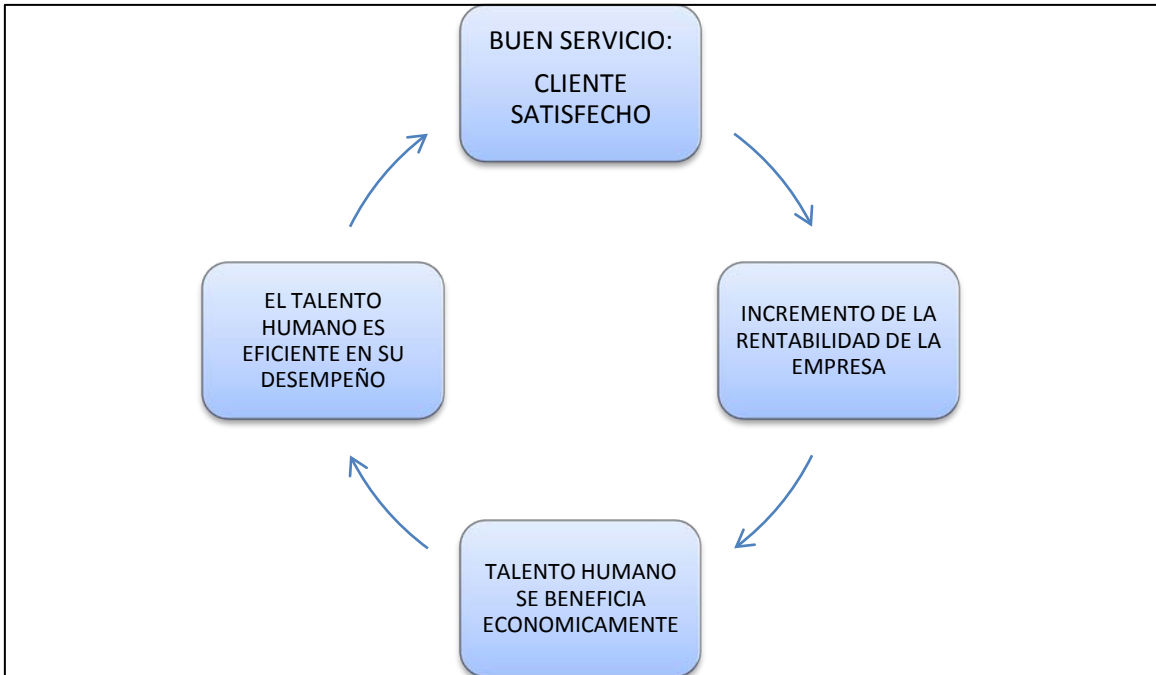 BUEN SERVICIO:
CLIENTE
SATISFECHO
INCREMENTO DE LA
RENTABILIDAD DE LA
EMPRESA
TALENTO HUMANO
SE BENEFICIA
ECONOMICAMENTE
EL TALENTO
HUMANO ES
EFICIENTE EN SU
DESEMPEÑO